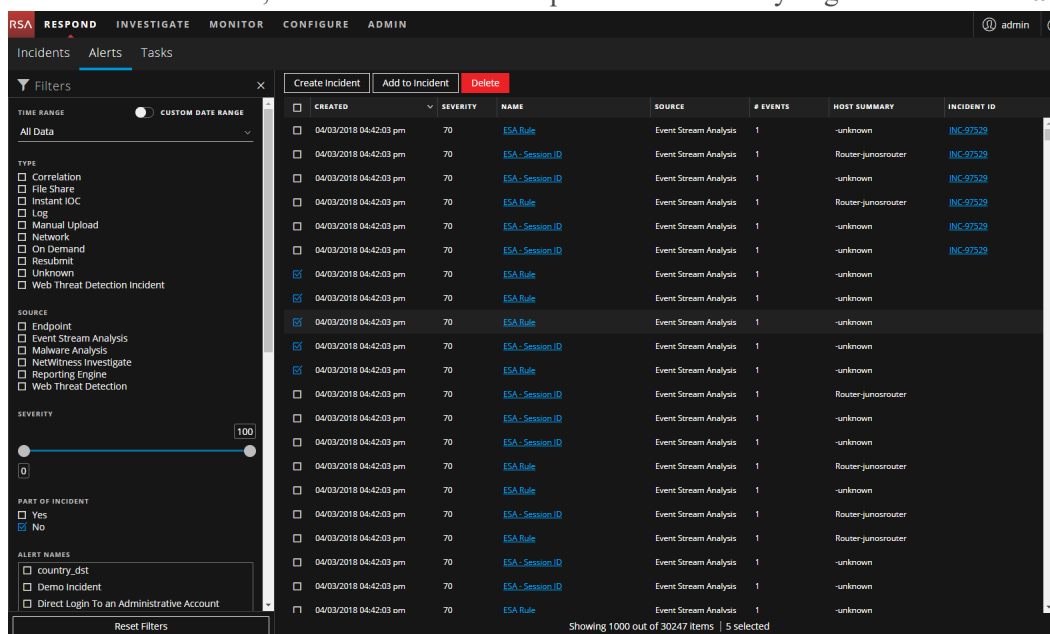 RSA RESPOND INVESTIGATE MONITOR CONFIGURE ADMIN admin
Incidents Alerts Tasks
Filters
TIME RANGE CUSTOM DATE RANGE
All Data
TYPE
Correlation
File Share
Instant IOC
Log
Manual Upload
Network
On Demand
Resubmit
Unknown
Web Threat Detection Incident
SOURCE
Endpoint
Event Stream Analysis
Malware Analysis
NetWitness Investigate
Reporting Engine
Web Threat Detection
SEVERITY
100
0
PART OF INCIDENT
Yes
No
ALERT NAMES
country_dst
Demo Incident
Direct Login To an Administrative Account
Reset Filters
Create Incident Add to Incident Delete
CREATED SEVERITY NAME SOURCE # EVENTS HOST SUMMARY INCIDENT ID
04/03/2018 04:42:03 pm 70 ESA Rule Event Stream Analysis 1 -unknown INC-97529
04/03/2018 04:42:03 pm 70 ESA - Session ID Event Stream Analysis 1 Router-junosrouter INC-97529
04/03/2018 04:42:03 pm 70 ESA - Session ID Event Stream Analysis 1 -unknown INC-97529
04/03/2018 04:42:03 pm 70 ESA Rule Event Stream Analysis 1 Router-junosrouter INC-97529
04/03/2018 04:42:03 pm 70 ESA - Session ID Event Stream Analysis 1 -unknown INC-97529
04/03/2018 04:42:03 pm 70 ESA - Session ID Event Stream Analysis 1 -unknown INC-97529
04/03/2018 04:42:03 pm 70 ESA Rule Event Stream Analysis 1 -unknown
04/03/2018 04:42:03 pm 70 ESA Rule Event Stream Analysis 1 -unknown
04/03/2018 04:42:03 pm 70 ESA Rule Event Stream Analysis 1 -unknown
04/03/2018 04:42:03 pm 70 ESA - Session ID Event Stream Analysis 1 -unknown
04/03/2018 04:42:03 pm 70 ESA Rule Event Stream Analysis 1 -unknown
04/03/2018 04:42:03 pm 70 ESA - Session ID Event Stream Analysis 1 Router-junosrouter
04/03/2018 04:42:03 pm 70 ESA - Session ID Event Stream Analysis 1 -unknown
04/03/2018 04:42:03 pm 70 ESA - Session ID Event Stream Analysis 1 -unknown
04/03/2018 04:42:03 pm 70 ESA Rule Event Stream Analysis 1 Router-junosrouter
04/03/2018 04:42:03 pm 70 ESA Rule Event Stream Analysis 1 -unknown
04/03/2018 04:42:03 pm 70 ESA - Session ID Event Stream Analysis 1 Router-junosrouter
04/03/2018 04:42:03 pm 70 ESA Rule Event Stream Analysis 1 Router-junosrouter
04/03/2018 04:42:03 pm 70 ESA - Session ID Event Stream Analysis 1 -unknown
04/03/2018 04:42:03 pm 70 ESA - Session ID Event Stream Analysis 1 -unknown
04/03/2018 04:42:03 pm 70 ESA Rule Event Stream Analysis 1 -unknown
Showing 1000 out of 30247 items | 5 selected